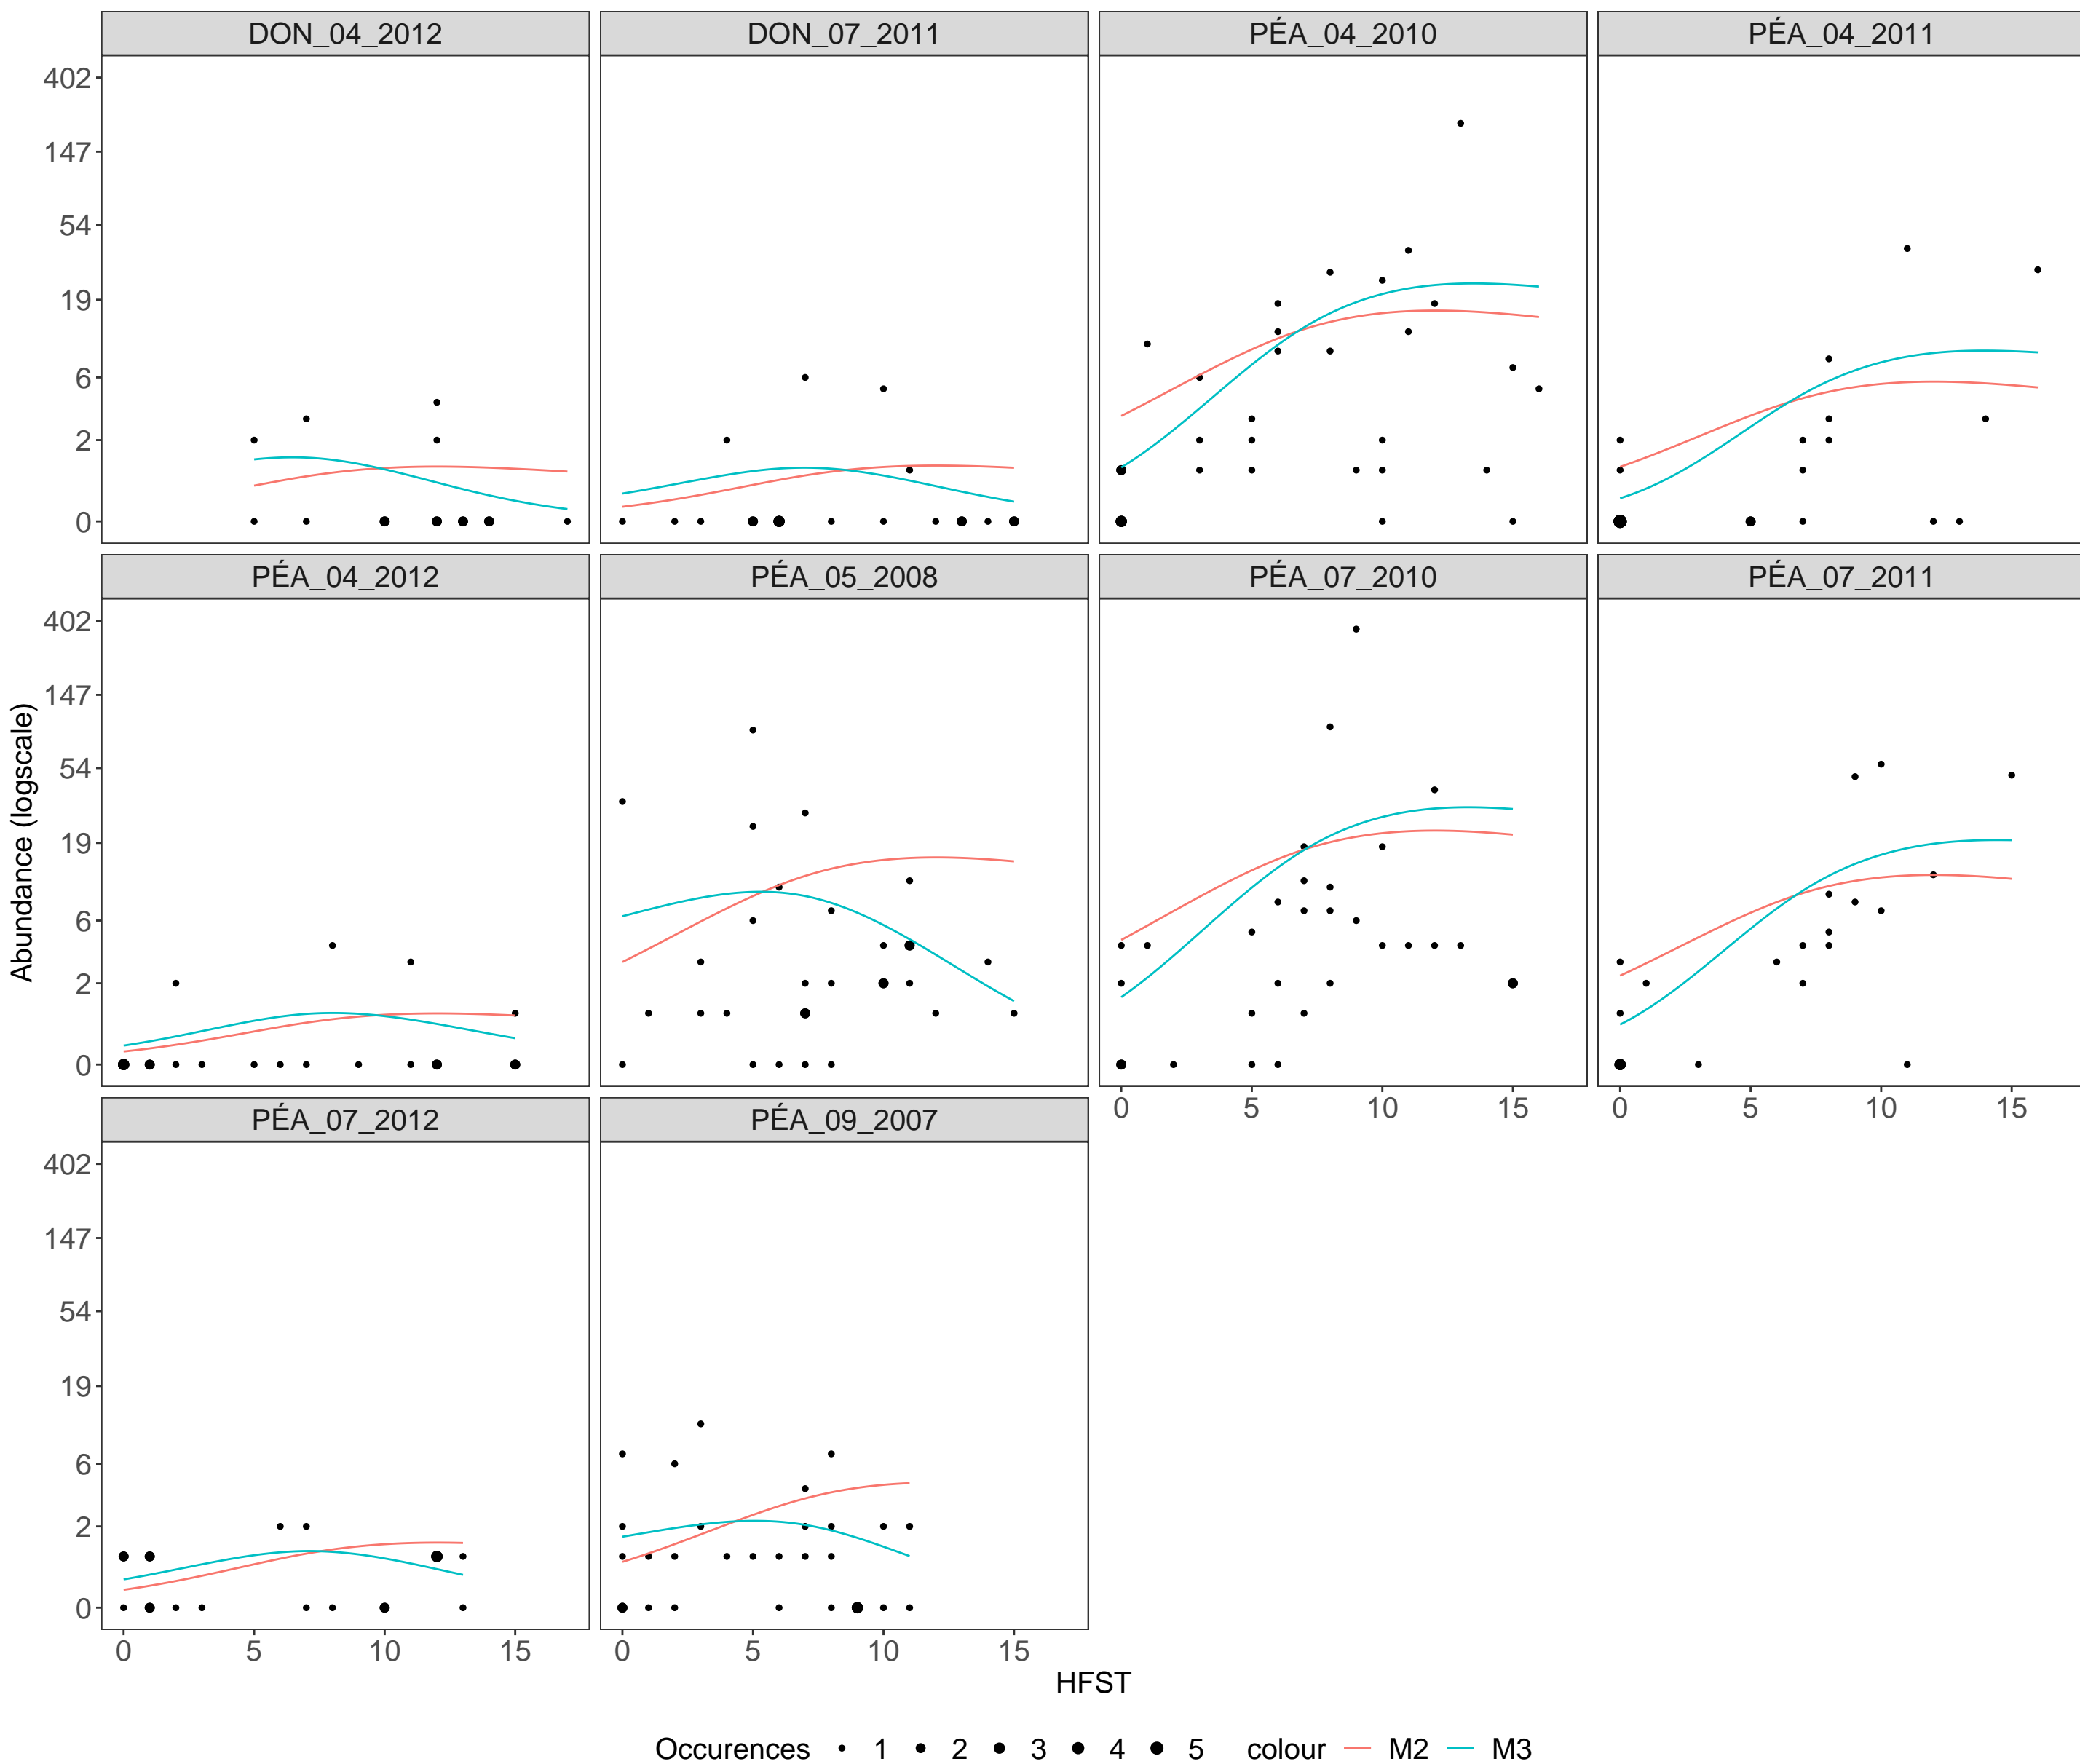 DON_04_2012 DON_07_2011 PÉA_04_2010 PÉA_04_2011
402
147
54
19
6
2
0
PÉA_04_2012 PÉA_05_2008 PÉA_07_2010 PÉA_07_2011
402
147
54
19
6
2
0
0 5 10 15 0 5 10 15
PÉA_07_2012 PÉA_09_2007
402
147
54
19
6
2
0
0 5 10 15 0 5 10 15
Abundance (logscale)
HFST
Occurences 1 2 3 4 5 colour M2 M3